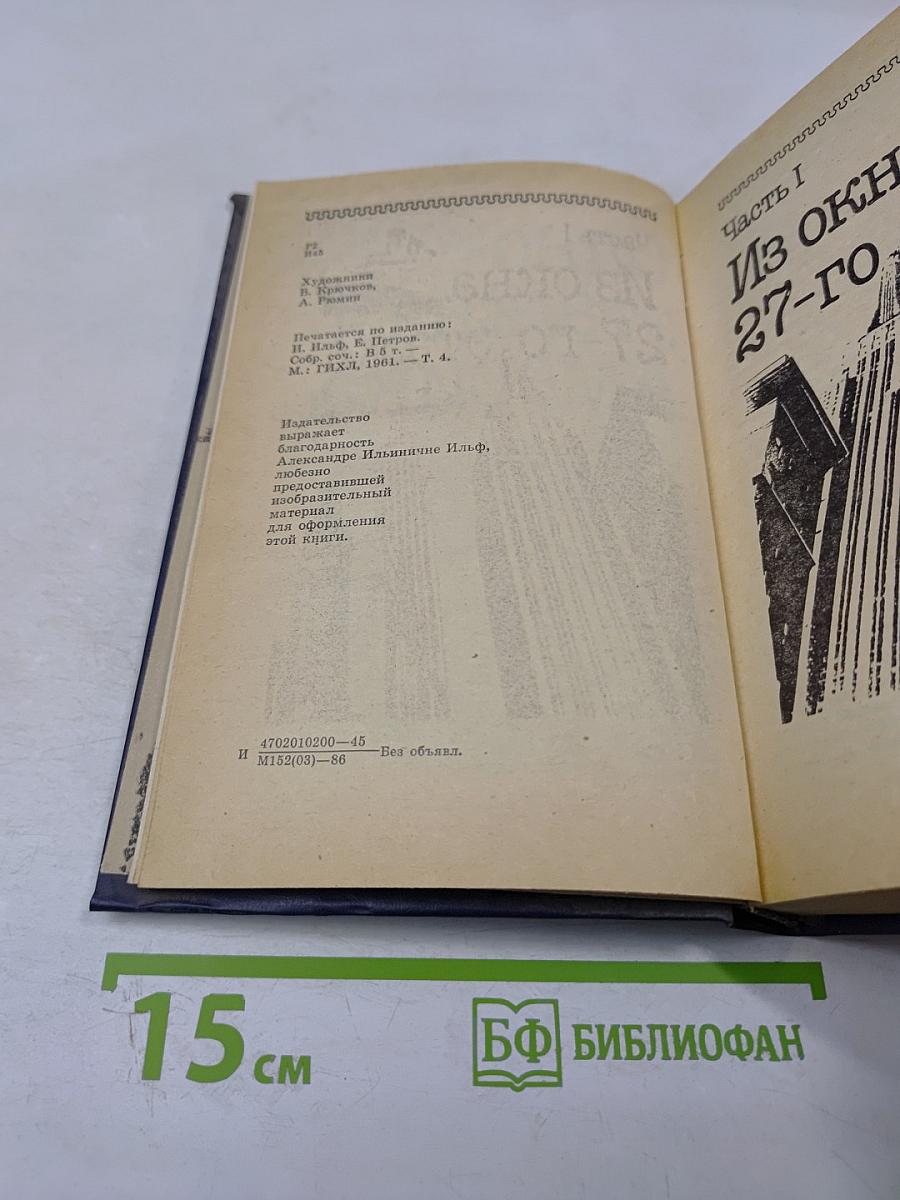 Р2
И45
Художники
В. Крючков,
А. Рюмин
Печатается по изданию:
И. Ильф, Е. Петров.
Собр. соч.: В 5 т. —
М.: ГИХЛ, 1961. — Т. 4.
Издательство
выражает
благодарность
Александре Ильиничне Ильф,
любезно
предоставившей
изобразительный
материал
для оформления
этой книги.
И 4702010200—45
М152(03)—86 —Без объявл.
Часть I
Из окн
27-го
15 см
БФ БИБЛИОФАН